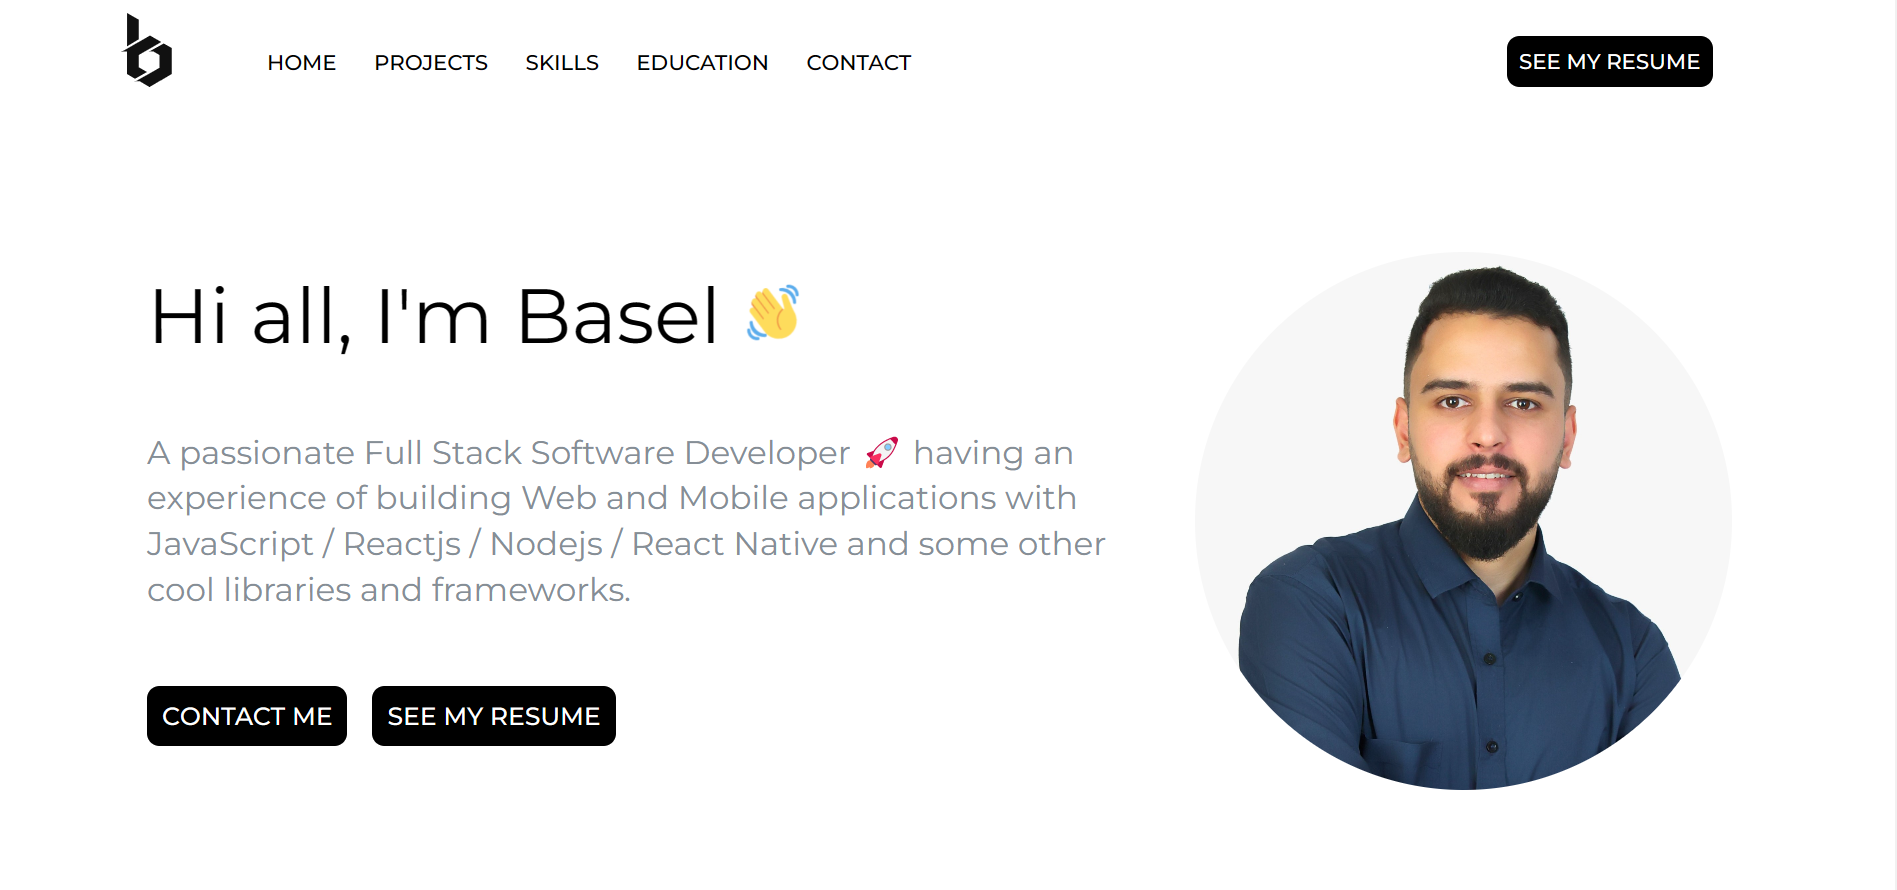 HOME PROJECTS SKILLS EDUCATION CONTACT SEE MY RESUME
Hi all, I'm Basel 👋
A passionate Full Stack Software Developer 🚀 having an
experience of building Web and Mobile applications with
JavaScript / Reactjs / Nodejs / React Native and some other
cool libraries and frameworks.
CONTACT ME SEE MY RESUME